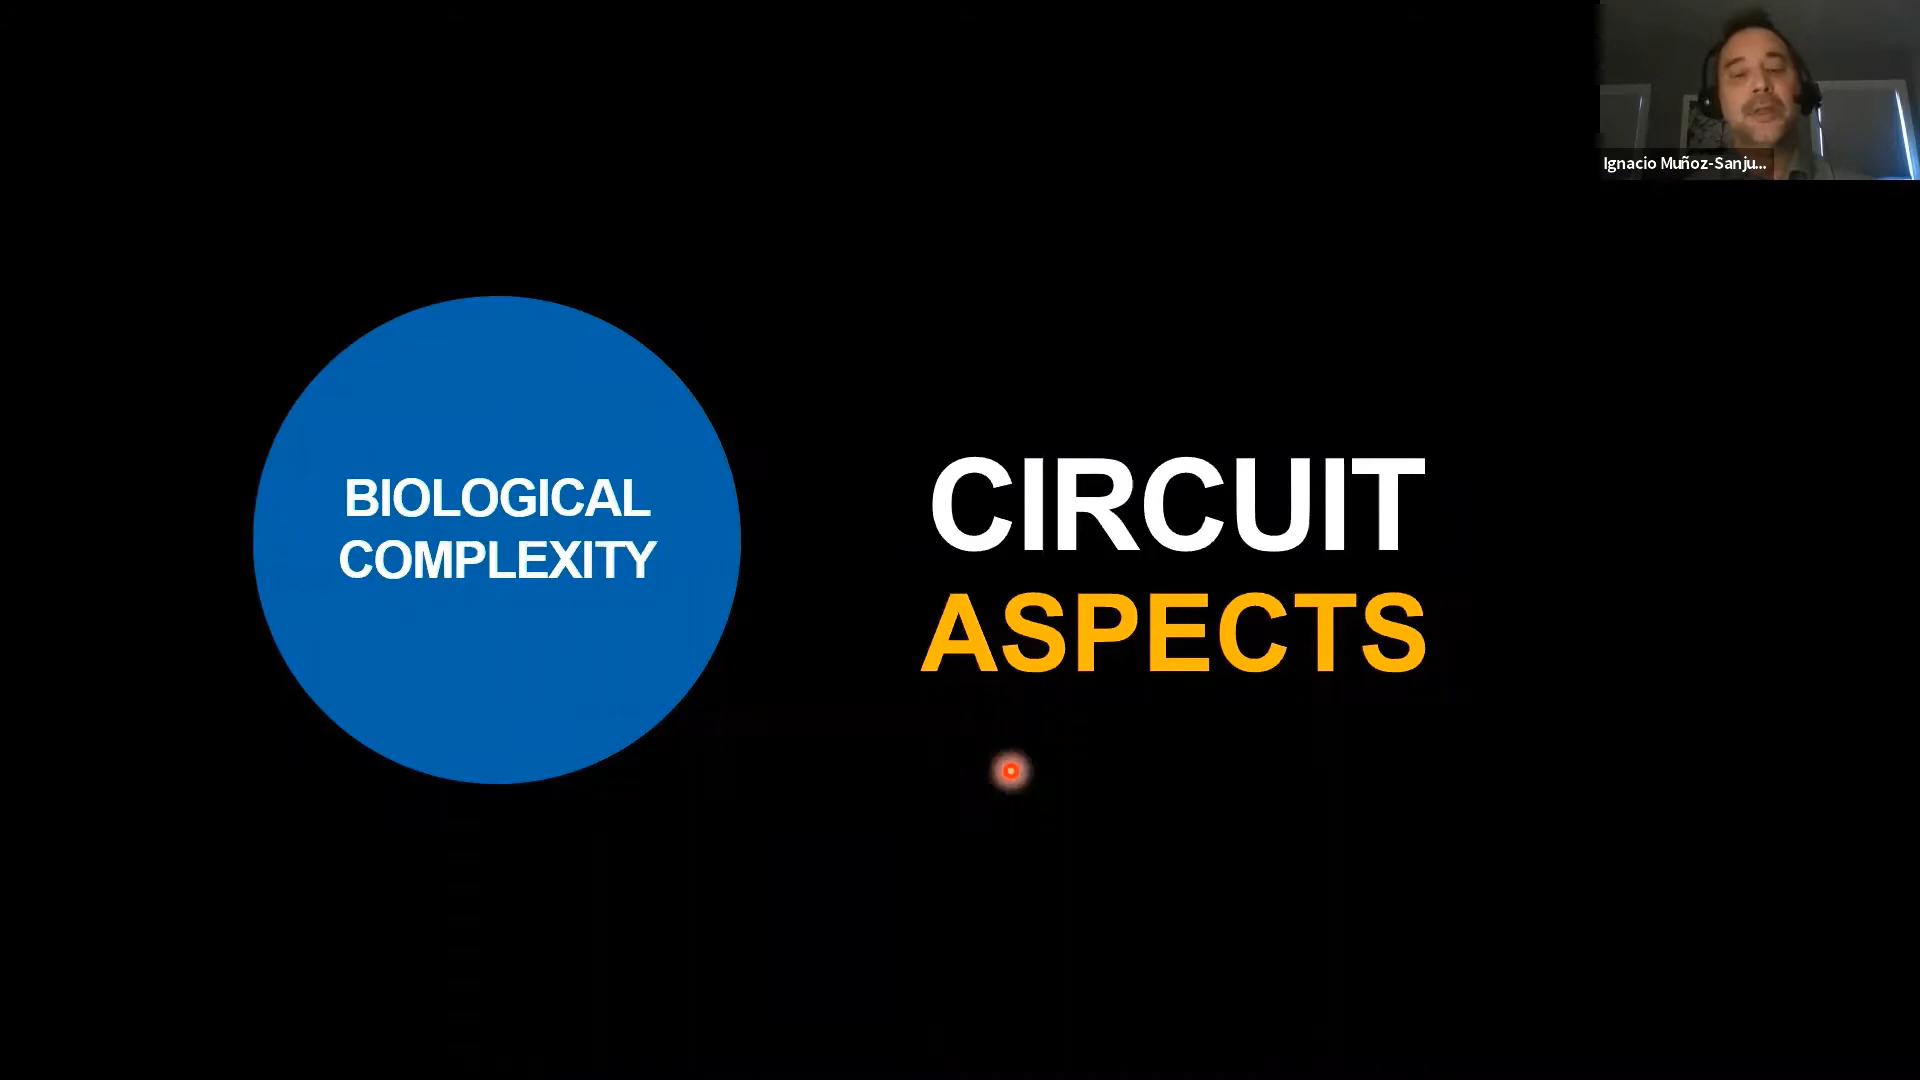 Ignacio Muñoz-Sanju...
BIOLOGICAL
COMPLEXITY
CIRCUIT
ASPECTS